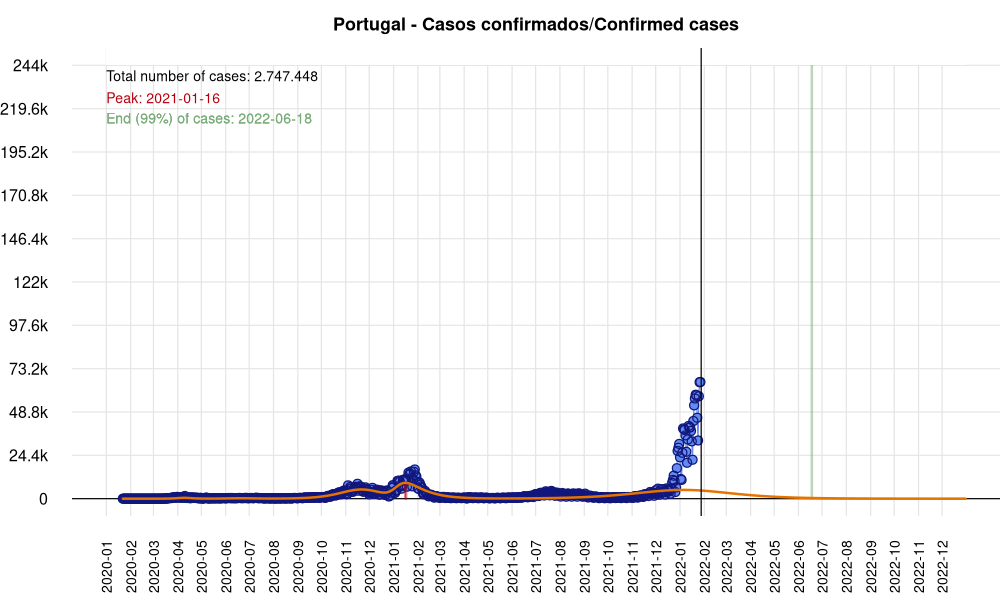 Portugal - Casos confirmados/Confirmed cases
Total number of cases: 2.747.448
Peak: 2021-01-16
End (99%) of cases: 2022-06-18
244k
219.6k
195.2k
170.8k
146.4k
122k
97.6k
73.2k
48.8k
24.4k
0
2020-01
2020-02
2020-03
2020-04
2020-05
2020-06
2020-07
2020-08
2020-09
2020-10
2020-11
2020-12
2021-01
2021-02
2021-03
2021-04
2021-05
2021-06
2021-07
2021-08
2021-09
2021-10
2021-11
2021-12
2022-01
2022-02
2022-03
2022-04
2022-05
2022-06
2022-07
2022-08
2022-09
2022-10
2022-11
2022-12